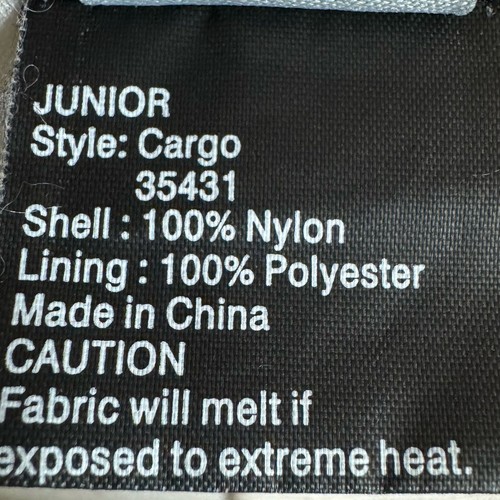 JUNIOR
Style: Cargo
35431
Shell : 100% Nylon
Lining : 100% Polyester
Made in China
CAUTION
Fabric will melt if
exposed to extreme heat.